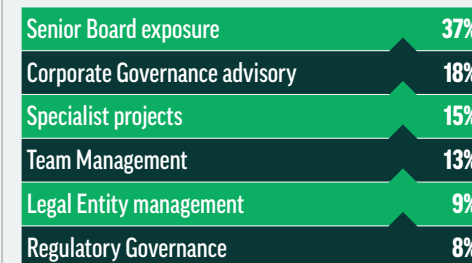 Senior Board exposure 37%
Corporate Governance advisory 18%
Specialist projects 15%
Team Management 13%
Legal Entity management 9%
Regulatory Governance 8%